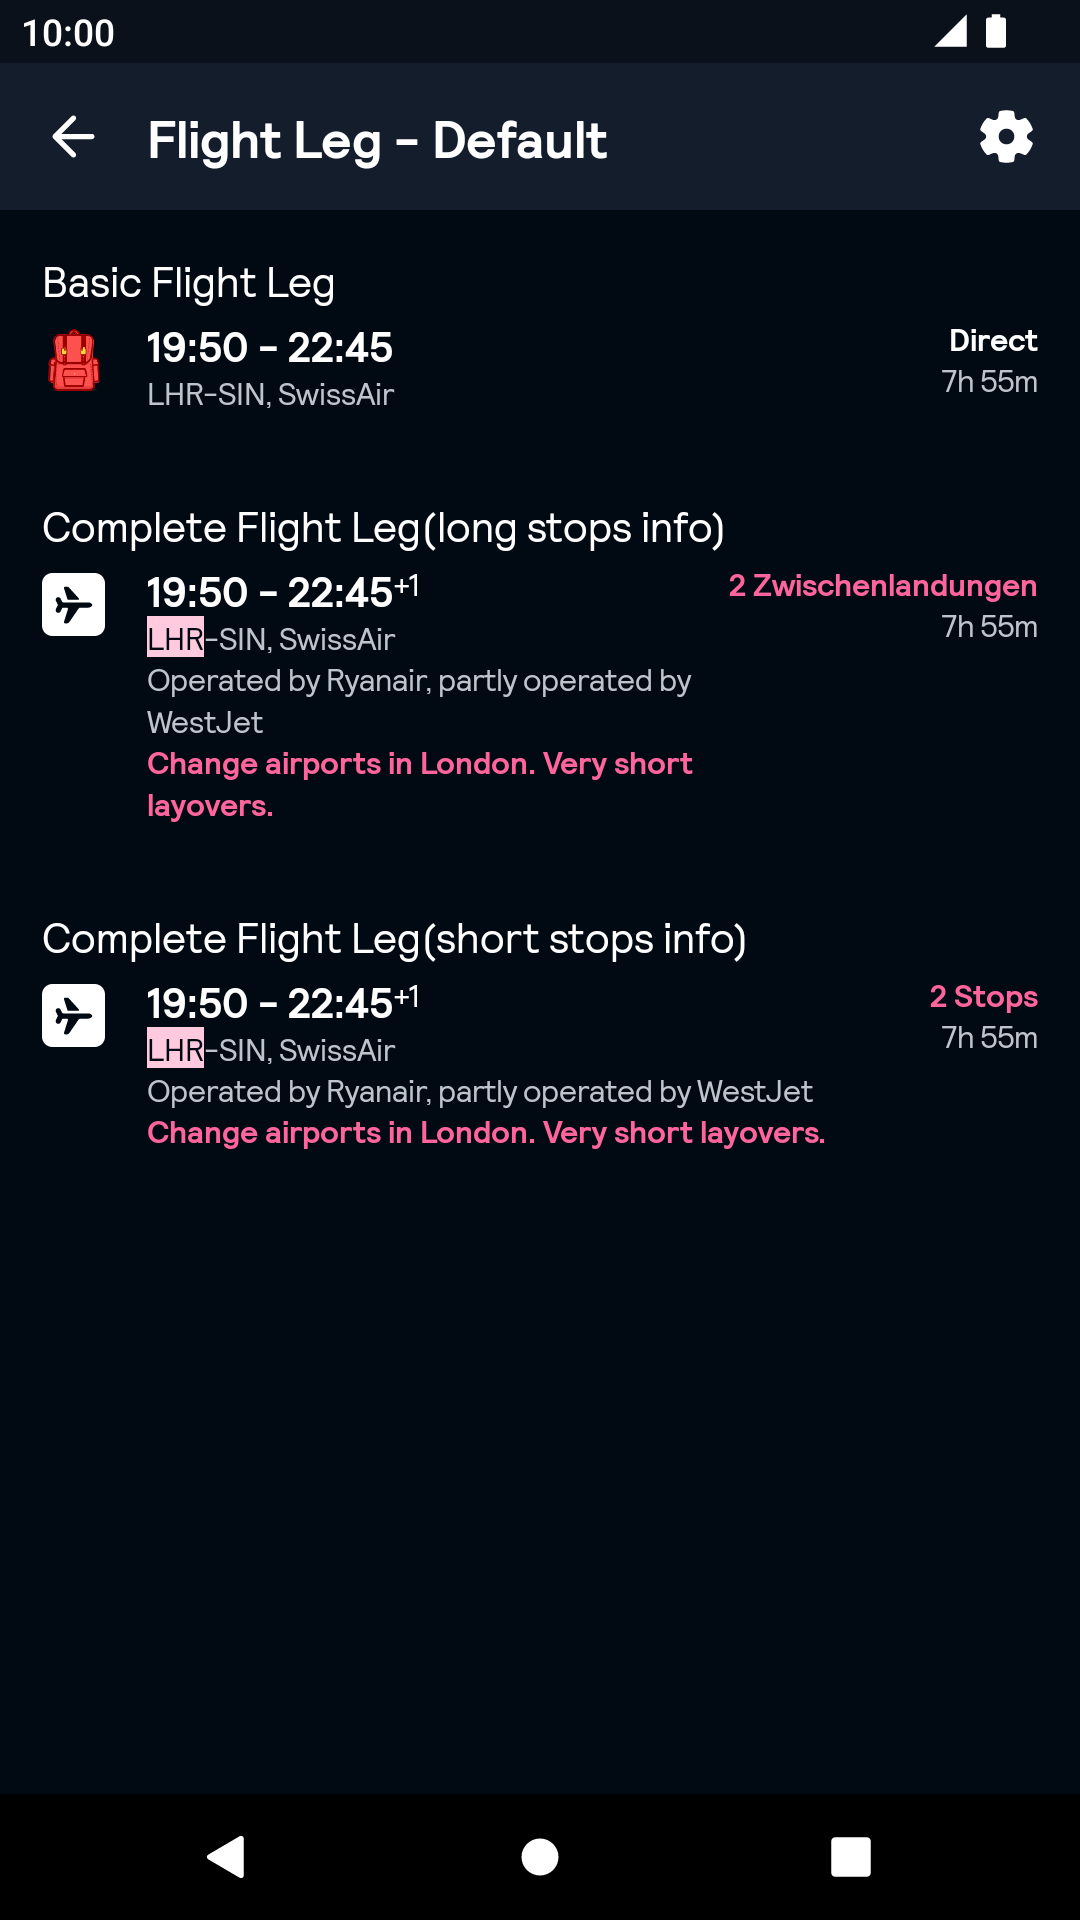 10:00
Flight Leg - Default
Basic Flight Leg
19:50 - 22:45
Direct
LHR-SIN, SwissAir
7h 55m
Complete Flight Leg(long stops info)
19:50 - 22:45+1
2 Zwischenlandungen
LHR-SIN, SwissAir
7h 55m
Operated by Ryanair, partly operated by
WestJet
Change airports in London. Very short
layovers.
Complete Flight Leg(short stops info)
19:50 - 22:45+1
2 Stops
LHR-SIN, SwissAir
7h 55m
Operated by Ryanair, partly operated by WestJet
Change airports in London. Very short layovers.